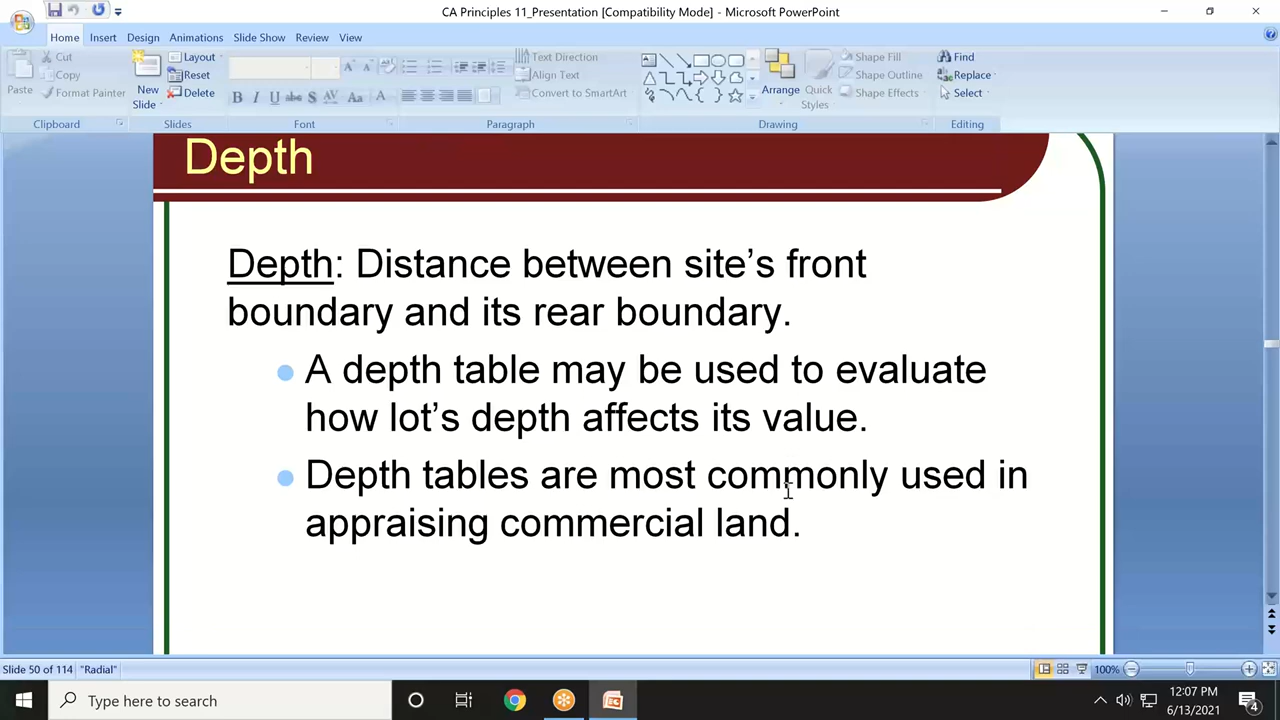 CA Principles 11_Presentation [Compatibility Mode] - Microsoft PowerPoint
Home Insert Design Animations Slide Show Review View
Paste
Cut
Copy
Format Painter
Clipboard
New
Slide
Layout
Reset
Delete
Slides
B I U abc S AV Aa A
Font
Text Direction
Align Text
Convert to SmartArt
Paragraph
Arrange
Quick
Styles
Shape Fill
Shape Outline
Shape Effects
Drawing
Find
Replace
Select
Editing
Depth
Depth: Distance between site’s front
boundary and its rear boundary.
A depth table may be used to evaluate
how lot’s depth affects its value.
Depth tables are most commonly used in
appraising commercial land.
Slide 50 of 114 "Radial" 100%
Type here to search
12:07 PM
6/13/2021
4